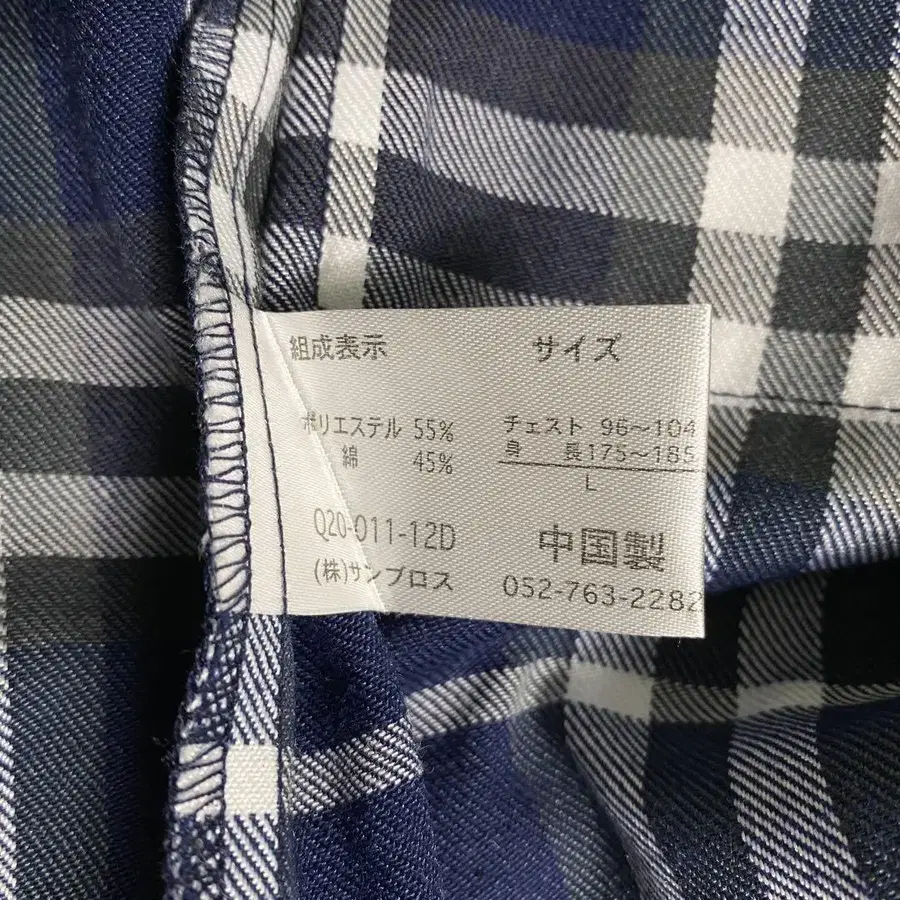 組成表示
ポリエステル 55%
綿 45%
Q20-011-12D
(株)サンブロス
サイズ
チェスト 96～104
身 長175～185
L
中国製
052-763-2282